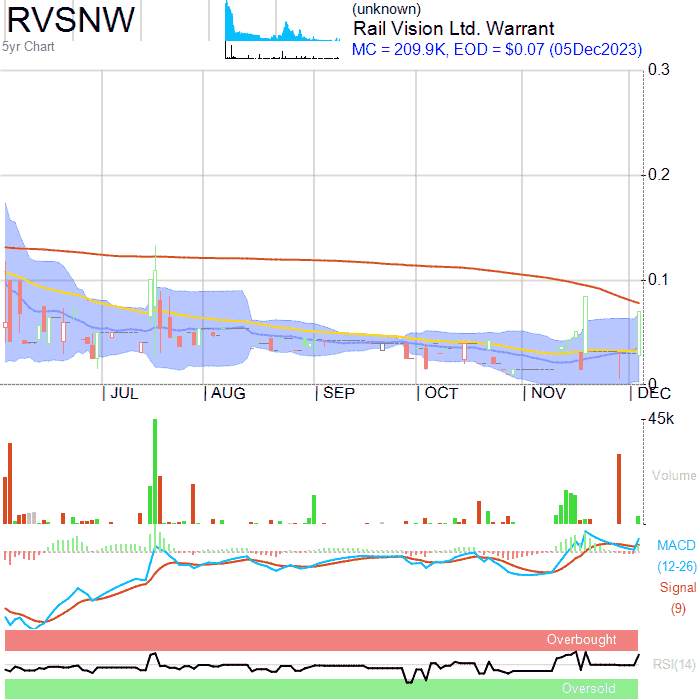 RVSNW
5yr Chart
(unknown)
Rail Vision Ltd. Warrant
MC = 209.9K, EOD = $0.07 (05Dec2023)
0.3
0.2
0.1
0
JUL AUG SEP OCT NOV DEC
45k
Volume
MACD
(12-26)
Signal
(9)
Overbought
RSI(14)
Oversold